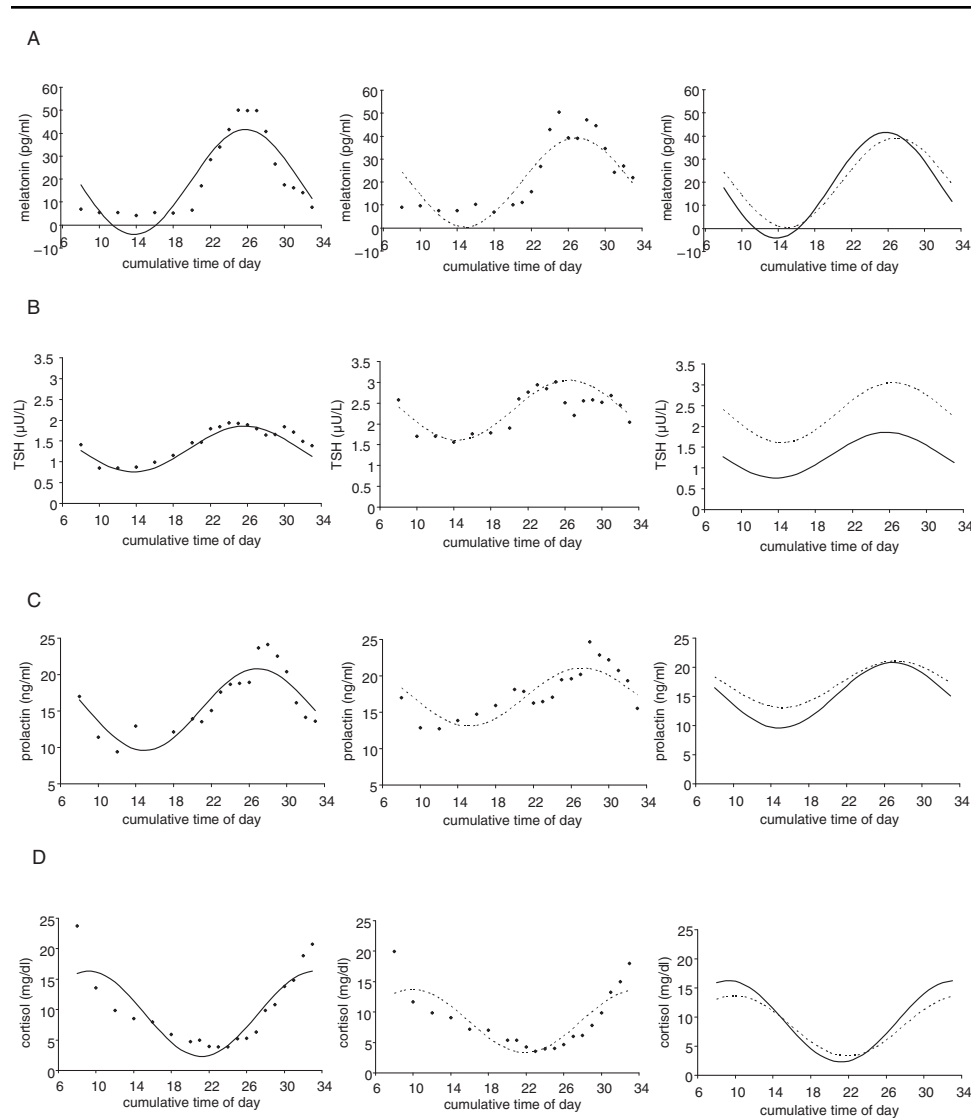 A
melatonin (pg/ml)
60
50
40
30
20
10
0
–10
6 10 14 18 22 26 30 34
cumulative time of day
melatonin (pg/ml)
60
50
40
30
20
10
0
–10
6 10 14 18 22 26 30 34
cumulative time of day
melatonin (pg/ml)
60
50
40
30
20
10
0
–10
6 10 14 18 22 26 30 34
cumulative time of day
B
TSH (µU/L)
3.5
3
2.5
2
1.5
1
0.5
0
6 10 14 18 22 26 30 34
cumulative time of day
TSH (µU/L)
3.5
3
2.5
2
1.5
1
0.5
0
6 10 14 18 22 26 30 34
cumulative time of day
TSH (µU/L)
3.5
3
2.5
2
1.5
1
0.5
0
6 10 14 18 22 26 30 34
cumulative time of day
C
prolactin (ng/ml)
25
20
15
10
5
6 10 14 18 22 26 30 34
cumulative time of day
prolactin (ng/ml)
25
20
15
10
5
6 10 14 18 22 26 30 34
cumulative time of day
prolactin (ng/ml)
25
20
15
10
5
0
6 10 14 18 22 26 30 34
cumulative time of day
D
cortisol (mg/dl)
25
20
15
10
5
0
6 10 14 18 22 26 30 34
cumulative time of day
cortisol (mg/dl)
25
20
15
10
5
0
6 10 14 18 22 26 30 34
cumulative time of day
cortisol (mg/dl)
25
20
15
10
5
0
6 10 14 18 22 26 30 34
cumulative time of day